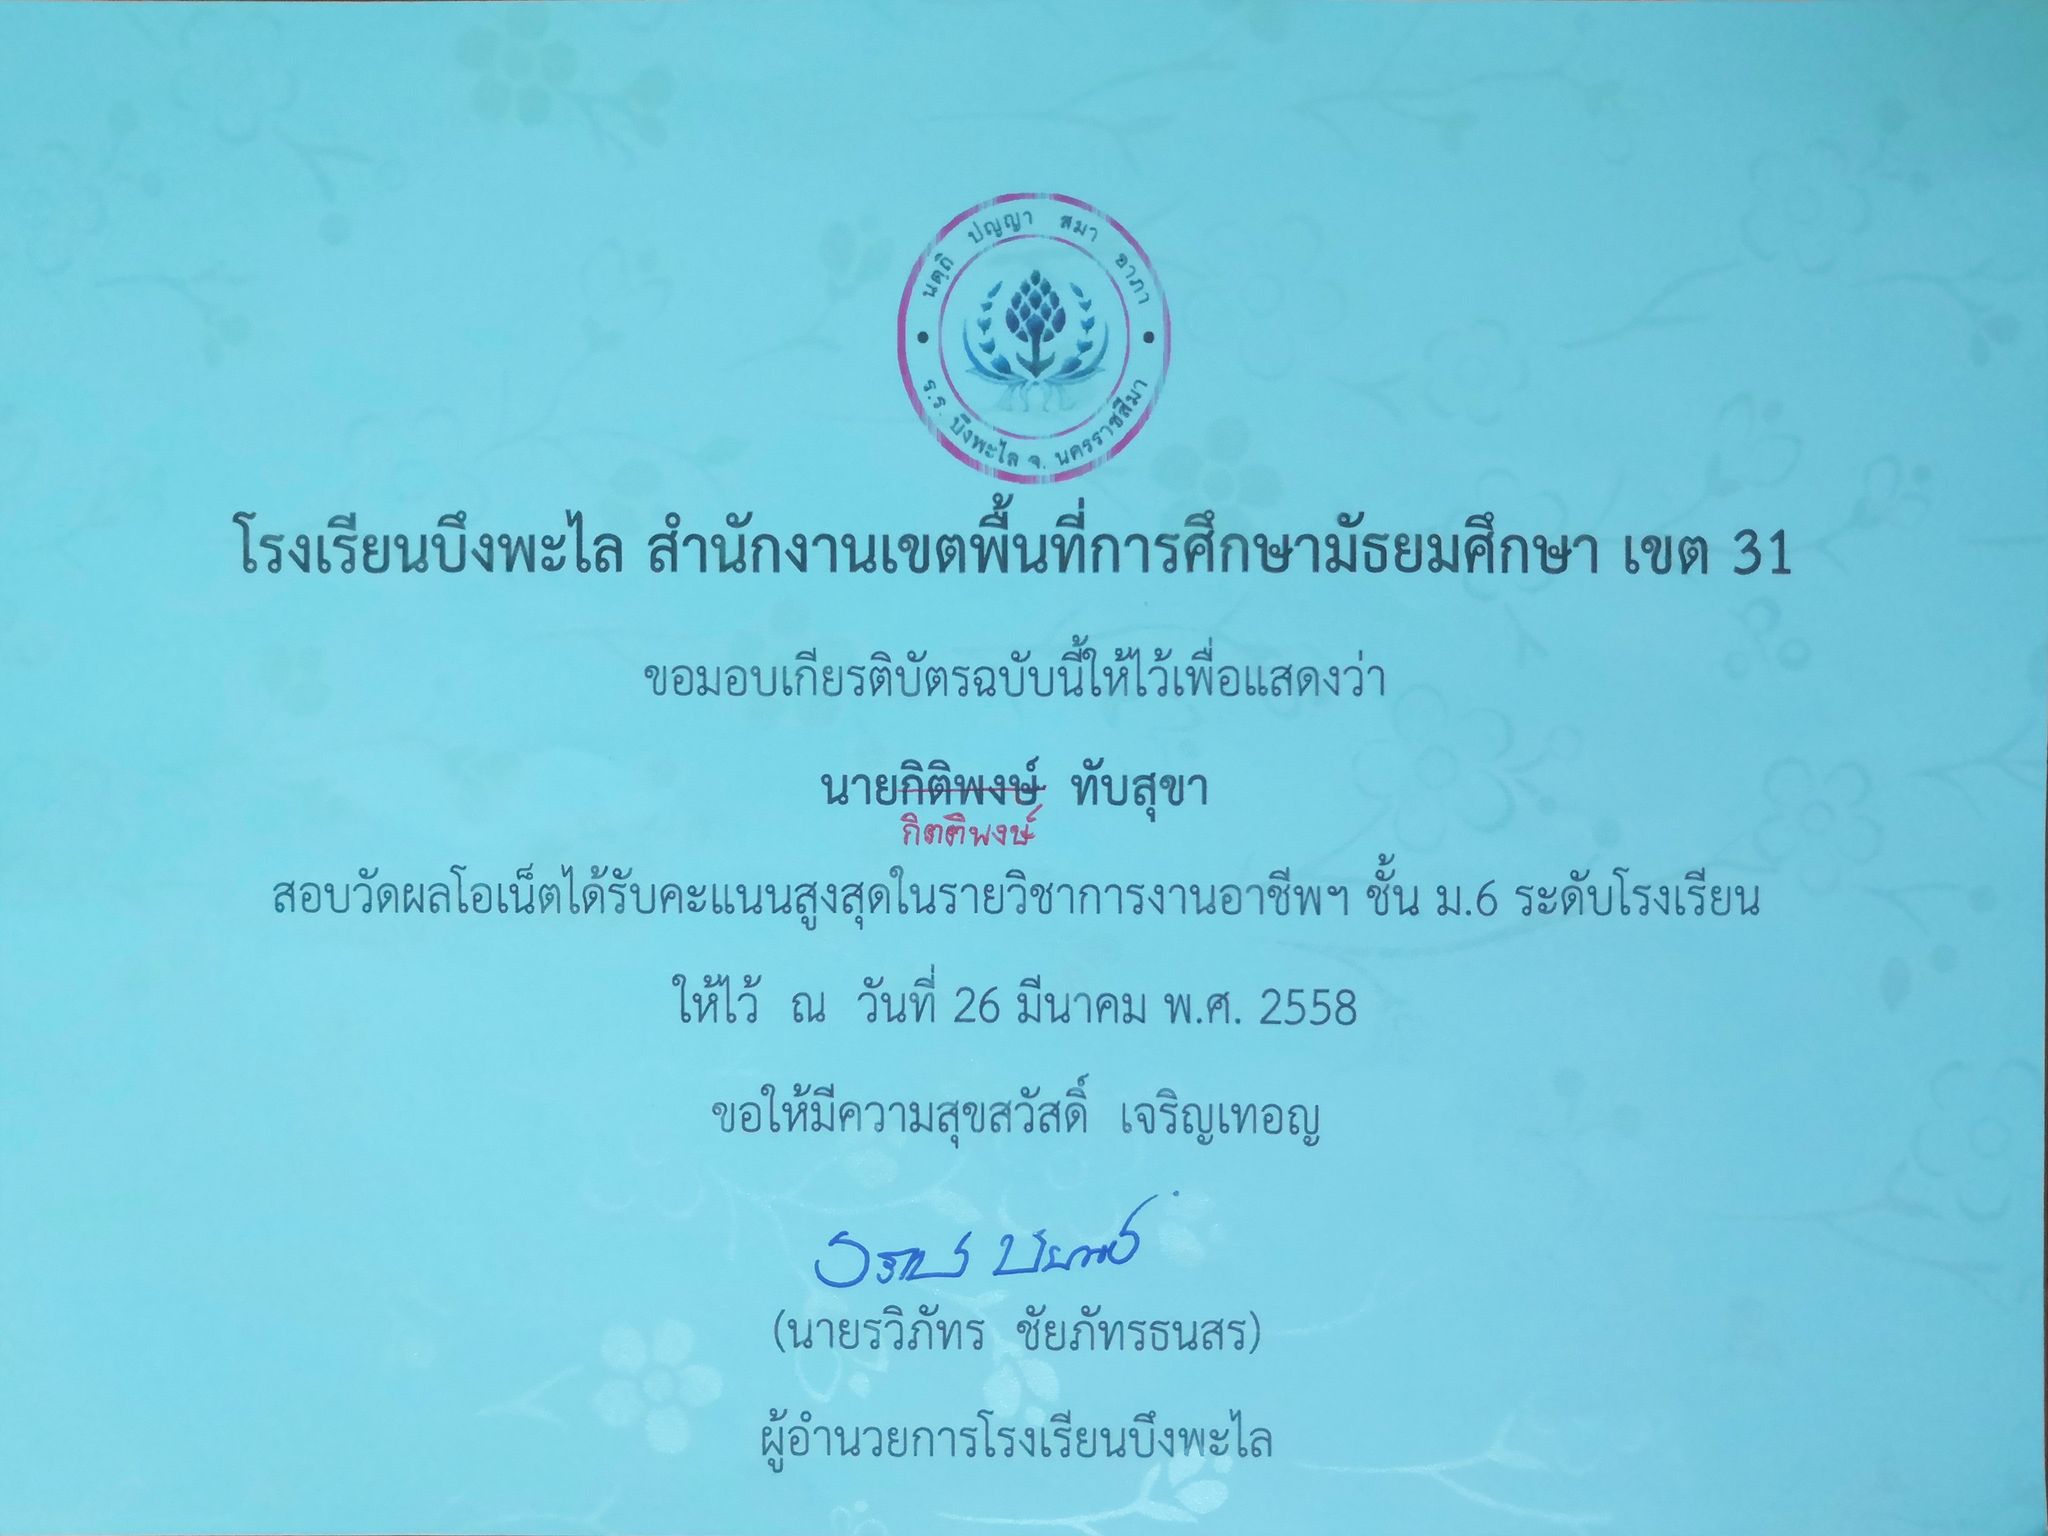 นตฺถิ ปญฺญา สมา อาภา
ร.ร. บึงพะไล จ. นครราชสีมา
โรงเรียนบึงพะไล สำนักงานเขตพื้นที่การศึกษามัธยมศึกษา เขต 31
ขอมอบเกียรติบัตรฉบับนี้ให้ไว้เพื่อแสดงว่า
นายกิติพงษ์ ทับสุขา
กิตติพงษ์
สอบวัดผลโอเน็ตได้รับคะแนนสูงสุดในรายวิชาการงานอาชีพฯ ชั้น ม.6 ระดับโรงเรียน
ให้ไว้ ณ วันที่ 26 มีนาคม พ.ศ. 2558
ขอให้มีความสุขสวัสดิ์ เจริญเทอญ
(นายรวิภัทร ชัยภัทรธนสร)
ผู้อำนวยการโรงเรียนบึงพะไล